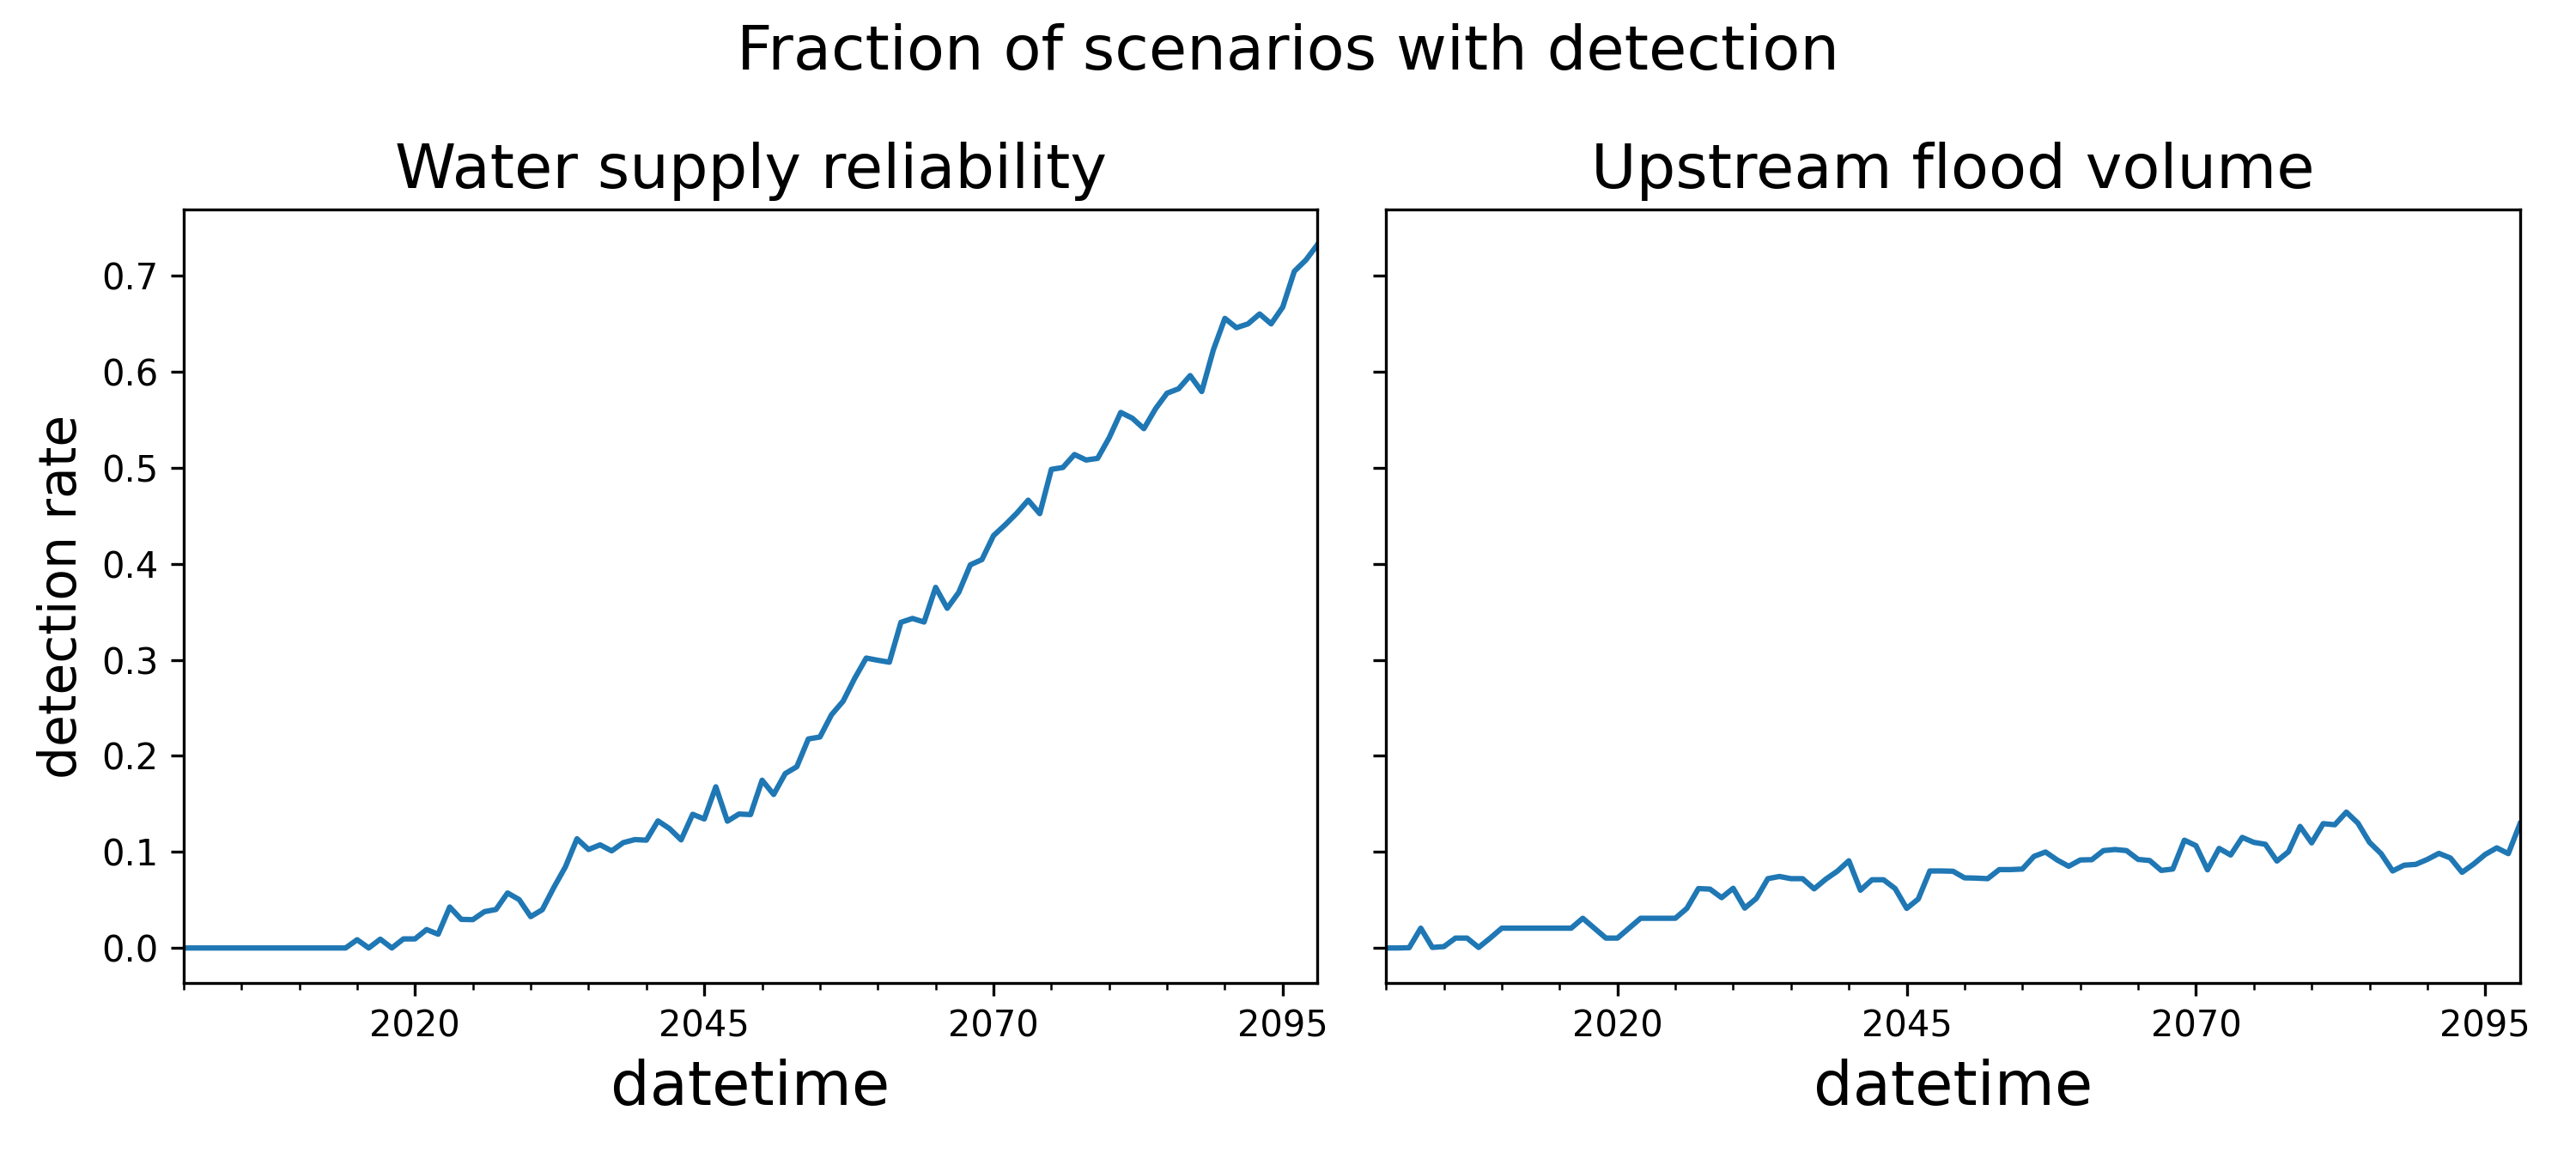 Fraction of scenarios with detection
Water supply reliability
Upstream flood volume
detection rate
0.7
0.6
0.5
0.4
0.3
0.2
0.1
0.0
2020 2045 2070 2095
2020 2045 2070 2095
datetime
datetime